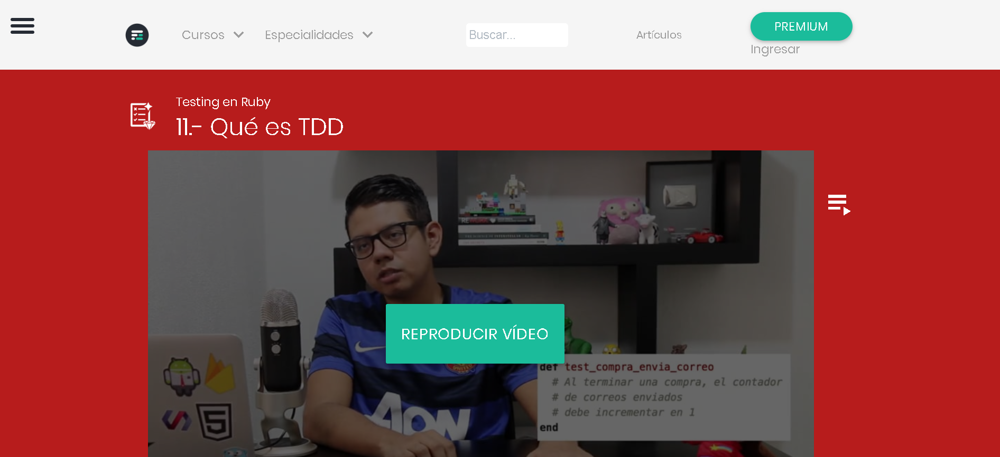 Cursos
Especialidades
Buscar...
Artículos
PREMIUM
Ingresar
Testing en Ruby
11.- Qué es TDD
REWORK
REPRODUCIR VÍDEO
AON
def test_compra_envia_correo
# Al terminar una compra, el contador
# de correos enviados
# debe incrementar en 1
end